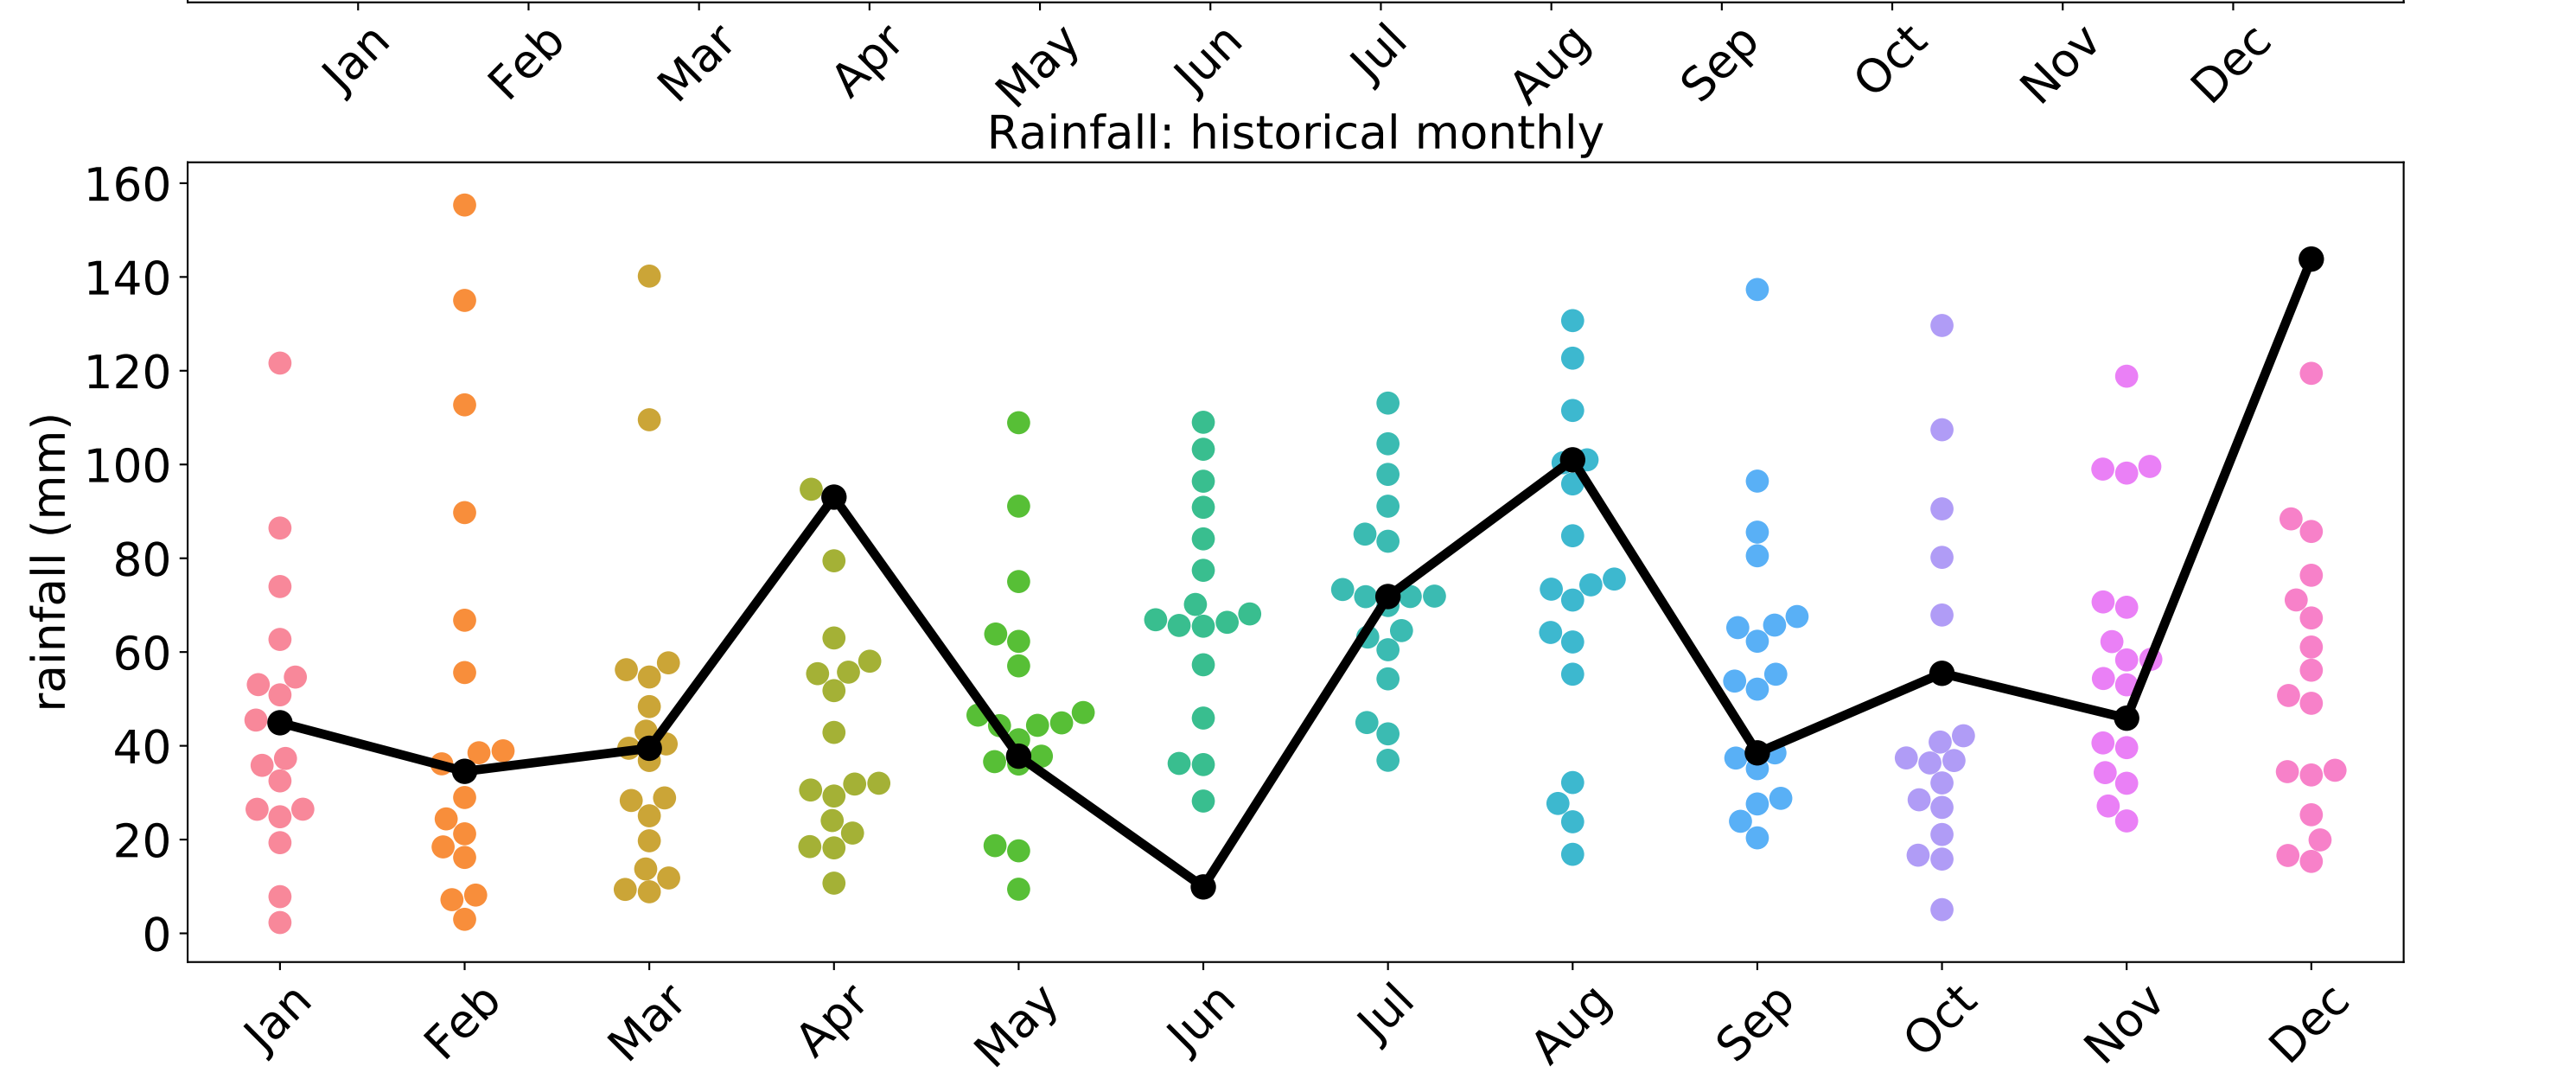 Jan Feb Mar Apr May Jun Jul Aug Sep Oct Nov Dec
Rainfall: historical monthly
160
140
120
100
80
60
40
20
0
rainfall (mm)
Jan Feb Mar Apr May Jun Jul Aug Sep Oct Nov Dec